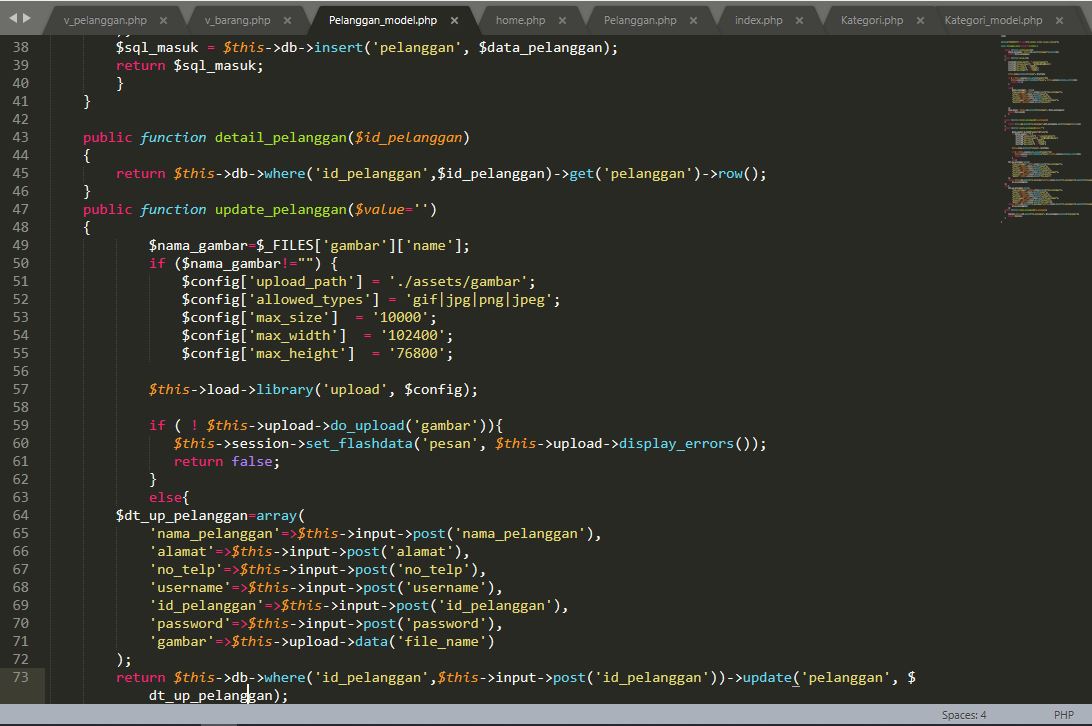 v_pelanggan.php × v_barang.php × Pelanggan_model.php × home.php × Pelanggan.php × index.php × Kategori.php × Kategori_model.php ×
38 $sql_masuk = $this->db->insert('pelanggan', $data_pelanggan);
39 return $sql_masuk;
40 }
41 }
42
43 public function detail_pelanggan($id_pelanggan)
44 {
45 return $this->db->where('id_pelanggan',$id_pelanggan)->get('pelanggan')->row();
46 }
47 public function update_pelanggan($value='')
48 {
49 $nama_gambar=$_FILES['gambar']['name'];
50 if ($nama_gambar!="") {
51 $config['upload_path'] = './assets/gambar';
52 $config['allowed_types'] = 'gif|jpg|png|jpeg';
53 $config['max_size'] = '10000';
54 $config['max_width'] = '102400';
55 $config['max_height'] = '76800';
56
57 $this->load->library('upload', $config);
58
59 if ( ! $this->upload->do_upload('gambar')){
60 $this->session->set_flashdata('pesan', $this->upload->display_errors());
61 return false;
62 }
63 else{
64 $dt_up_pelanggan=array(
65 'nama_pelanggan'=>$this->input->post('nama_pelanggan'),
66 'alamat'=>$this->input->post('alamat'),
67 'no_telp'=>$this->input->post('no_telp'),
68 'username'=>$this->input->post('username'),
69 'id_pelanggan'=>$this->input->post('id_pelanggan'),
70 'password'=>$this->input->post('password'),
71 'gambar'=>$this->upload->data('file_name')
72 );
73 return $this->db->where('id_pelanggan',$this->input->post('id_pelanggan'))->update('pelanggan', $
dt_up_pelanggan);
Spaces: 4 PHP